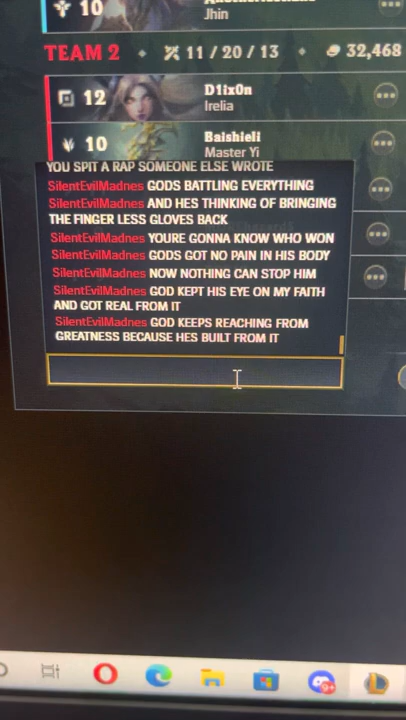 10
Jhin
TEAM 2 11 / 20 / 13 32,468
12 D1ix0n
Irelia
10 Baishieli
Master Yi
YOU SPIT A RAP SOMEONE ELSE WROTE
SilentEvilMadnes GODS BATTLING EVERYTHING
SilentEvilMadnes AND HES THINKING OF BRINGING
THE FINGER LESS GLOVES BACK
SilentEvilMadnes YOURE GONNA KNOW WHO WON
SilentEvilMadnes GODS GOT NO PAIN IN HIS BODY
SilentEvilMadnes NOW NOTHING CAN STOP HIM
SilentEvilMadnes GOD KEPT HIS EYE ON MY FAITH
AND GOT REAL FROM IT
SilentEvilMadnes GOD KEEPS REACHING FROM
GREATNESS BECAUSE HES BUILT FROM IT
9+